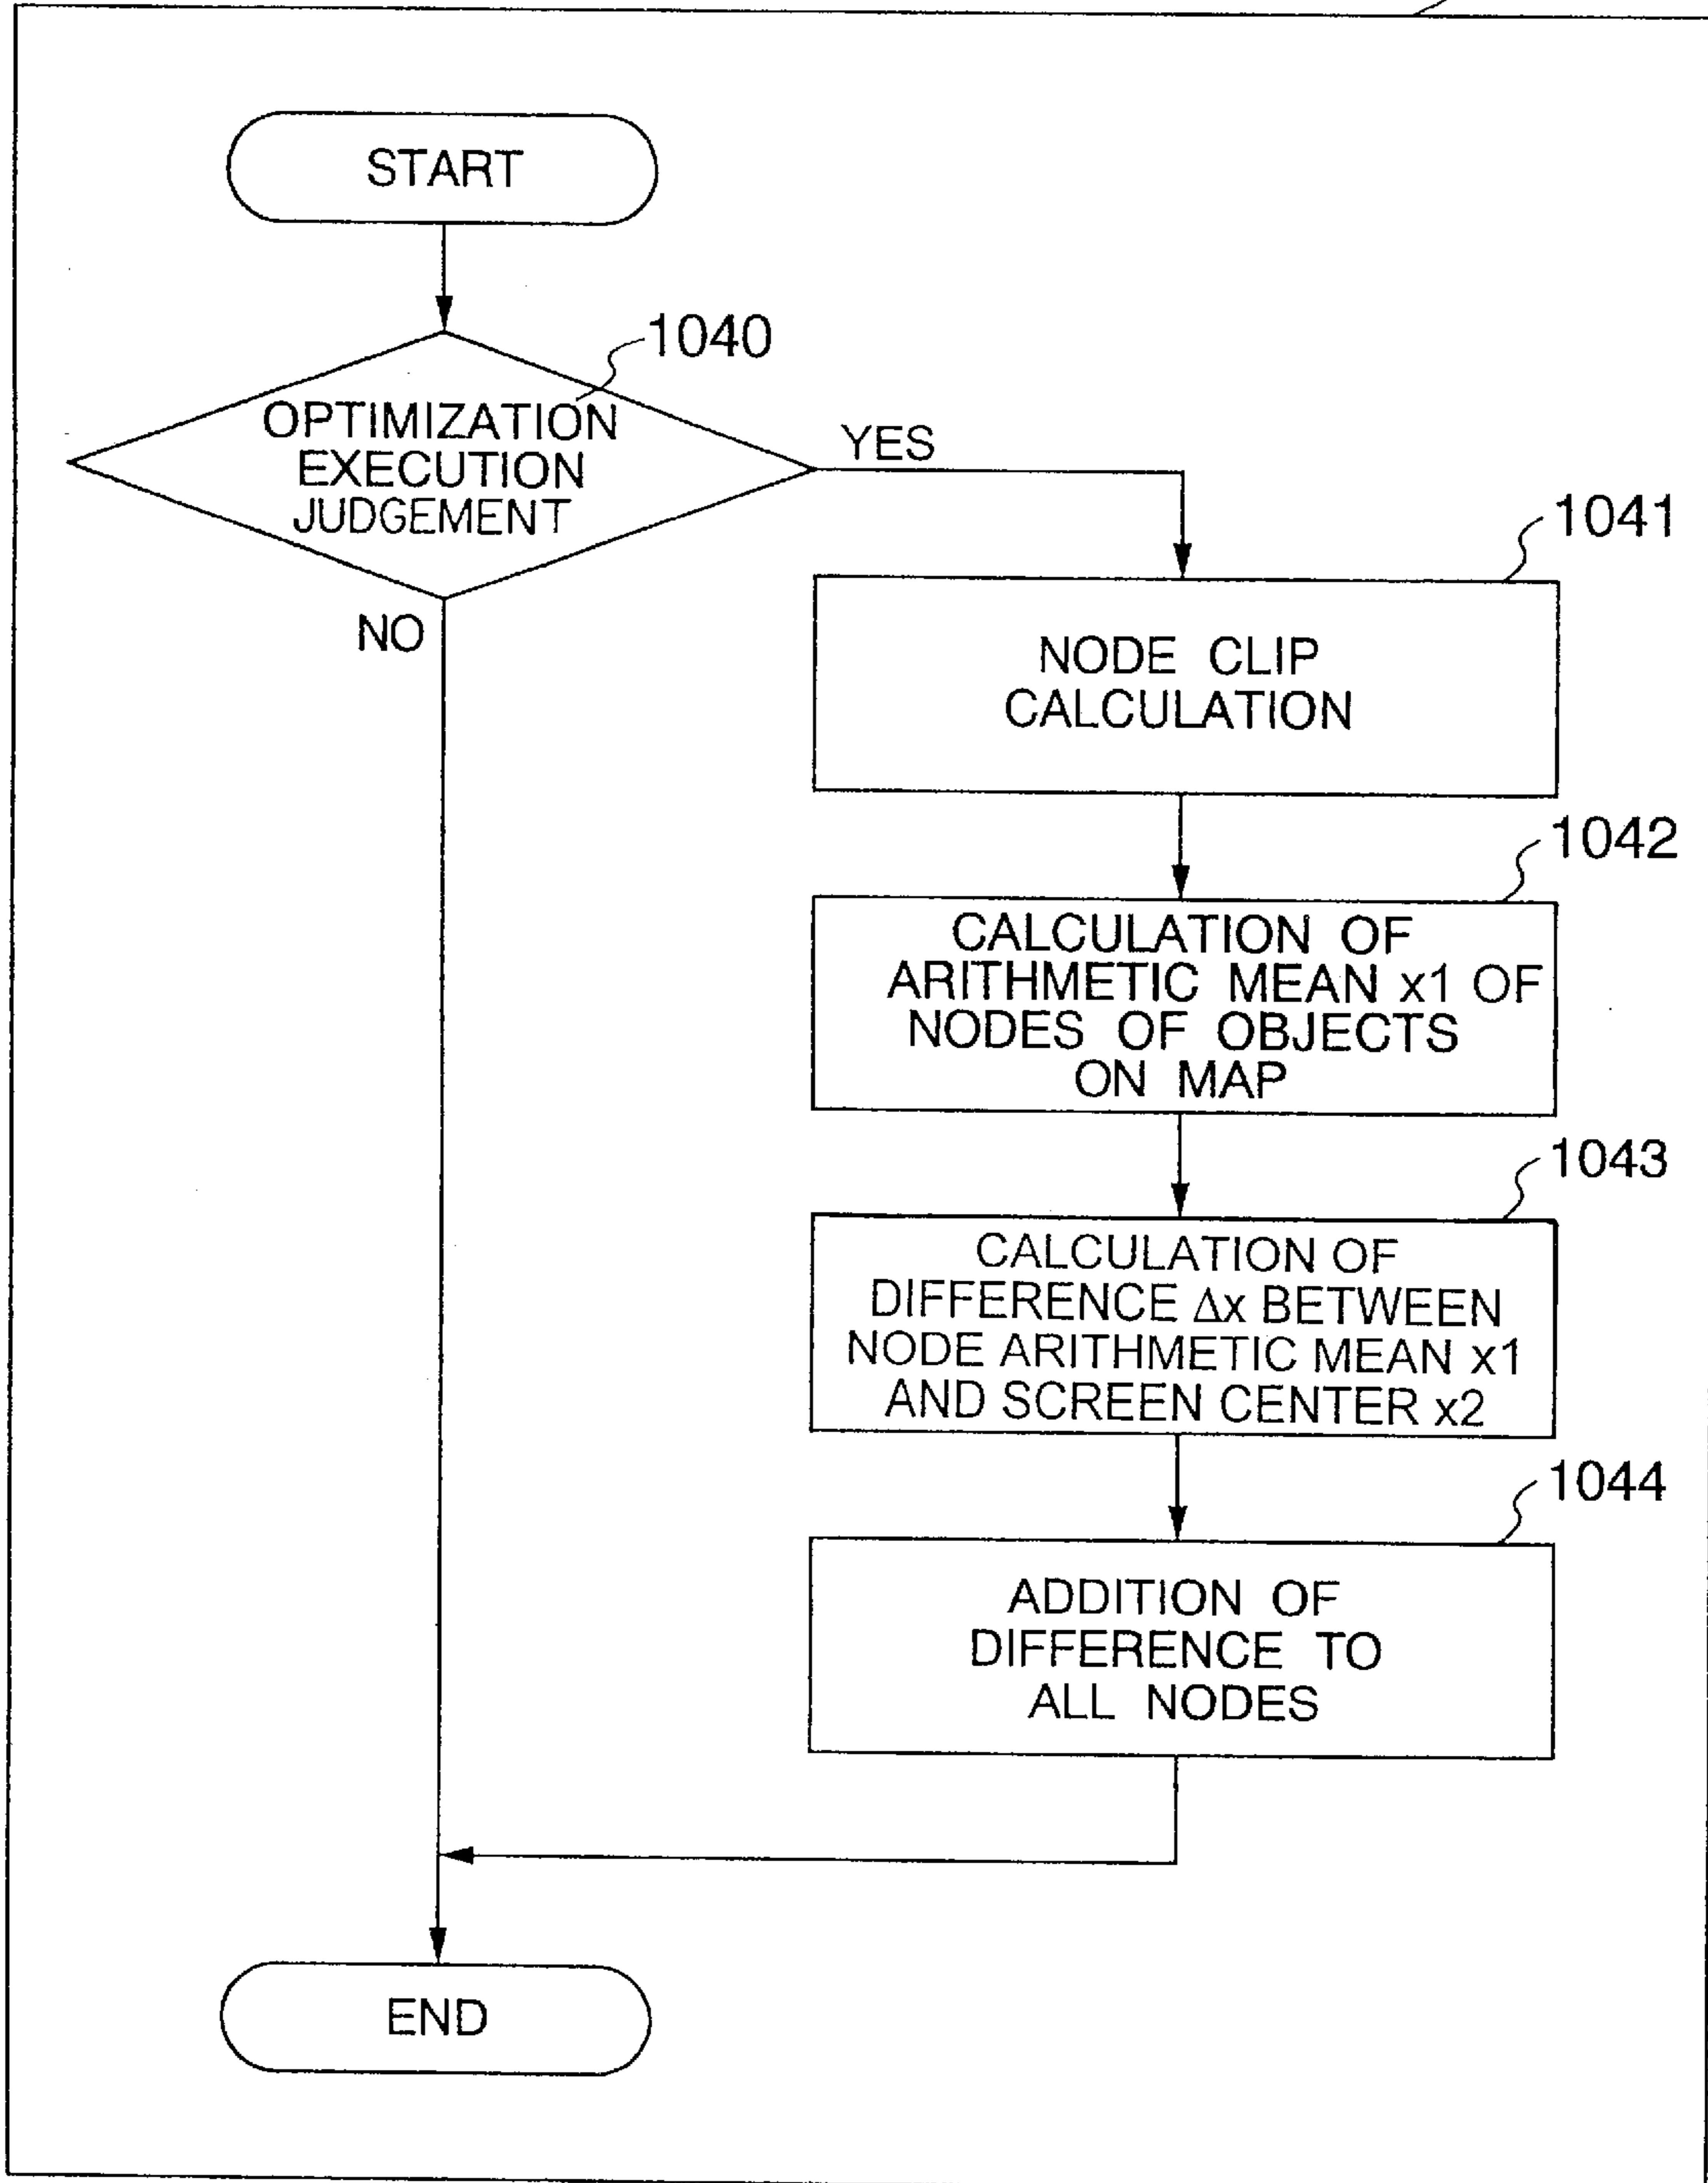 START
1040
OPTIMIZATION
EXECUTION
JUDGEMENT
YES
NO
1041
NODE CLIP
CALCULATION
1042
CALCULATION OF
ARITHMETIC MEAN x1 OF
NODES OF OBJECTS
ON MAP
1043
CALCULATION OF
DIFFERENCE Δx BETWEEN
NODE ARITHMETIC MEAN x1
AND SCREEN CENTER x2
1044
ADDITION OF
DIFFERENCE TO
ALL NODES
END